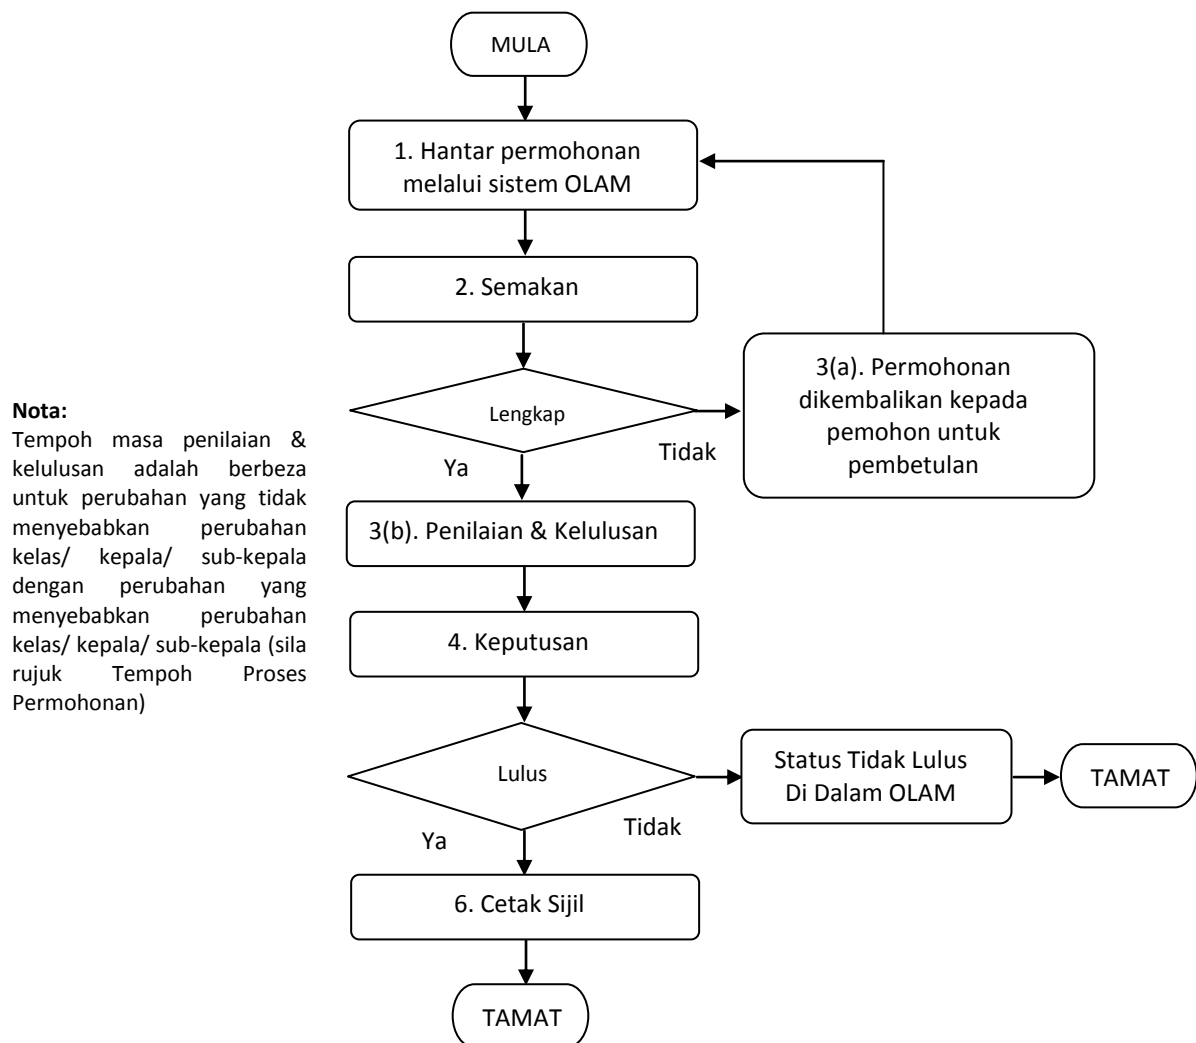 MULA
1. Hantar permohonan
melalui sistem OLAM
2. Semakan
Lengkap
Tidak
Ya
3(a). Permohonan
dikembalikan kepada
pemohon untuk
pembetulan
Nota:
Tempoh masa penilaian &
kelulusan adalah berbeza
untuk perubahan yang tidak
menyebabkan perubahan
kelas/ kepala/ sub-kepala
dengan perubahan yang
menyebabkan perubahan
kelas/ kepala/ sub-kepala (sila
rujuk Tempoh Proses
Permohonan)
3(b). Penilaian & Kelulusan
4. Keputusan
Lulus
Tidak
Ya
Status Tidak Lulus
Di Dalam OLAM
TAMAT
6. Cetak Sijil
TAMAT